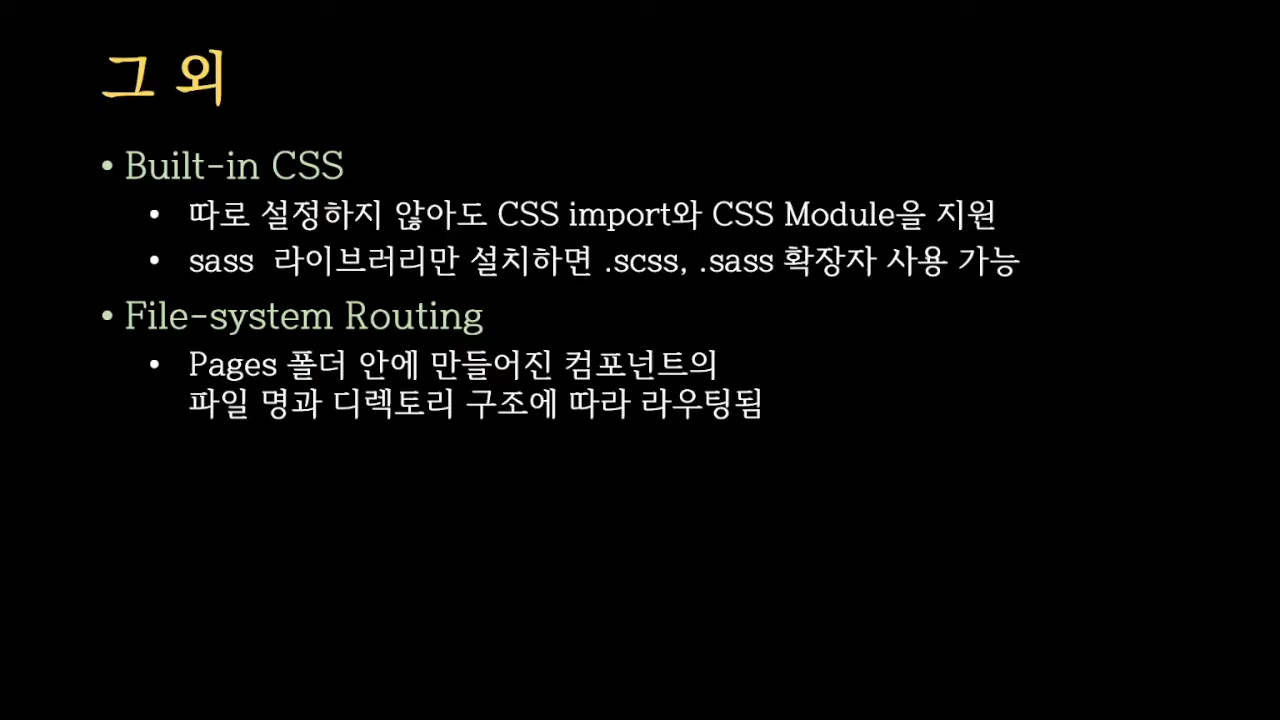 그 외
• Built-in CSS
• 따로 설정하지 않아도 CSS import와 CSS Module을 지원
• sass 라이브러리만 설치하면 .scss, .sass 확장자 사용 가능
• File-system Routing
• Pages 폴더 안에 만들어진 컴포넌트의
파일 명과 디렉토리 구조에 따라 라우팅됨